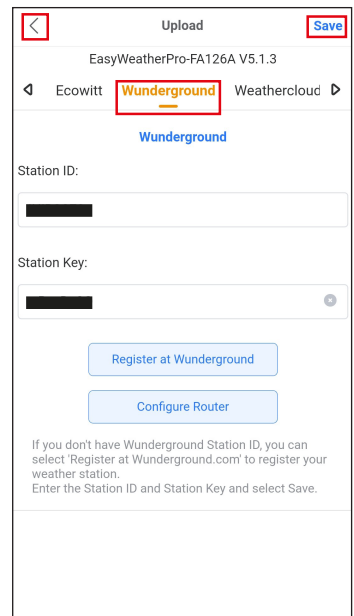 Upload
Save
EasyWeatherPro-FA126A V5.1.3
Ecowitt
Wunderground
Weathercloud
Wunderground
Station ID:
Station Key:
Register at Wunderground
Configure Router
If you don't have Wunderground Station ID, you can
select 'Register at Wunderground.com' to register your
weather station.
Enter the Station ID and Station Key and select Save.